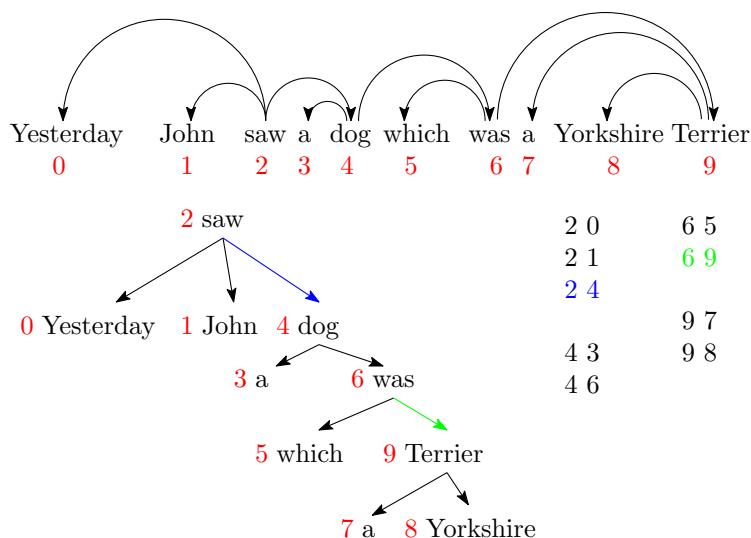 Yesterday John saw a dog which was a Yorkshire Terrier
0 1 2 3 4 5 6 7 8 9
2 saw
0 Yesterday 1 John 4 dog
3 a 6 was
5 which 9 Terrier
7 a 8 Yorkshire
2 0
2 1
2 4
4 3
4 6
6 5
6 9
9 7
9 8